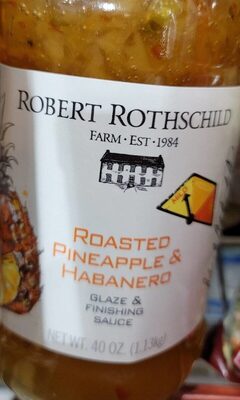 ROBERT ROTHSCHILD
FARM • EST • 1984
ROASTED
PINEAPPLE &
HABANERO
GLAZE &
FINISHING
SAUCE
NET WT. 40 OZ. (1.13kg)